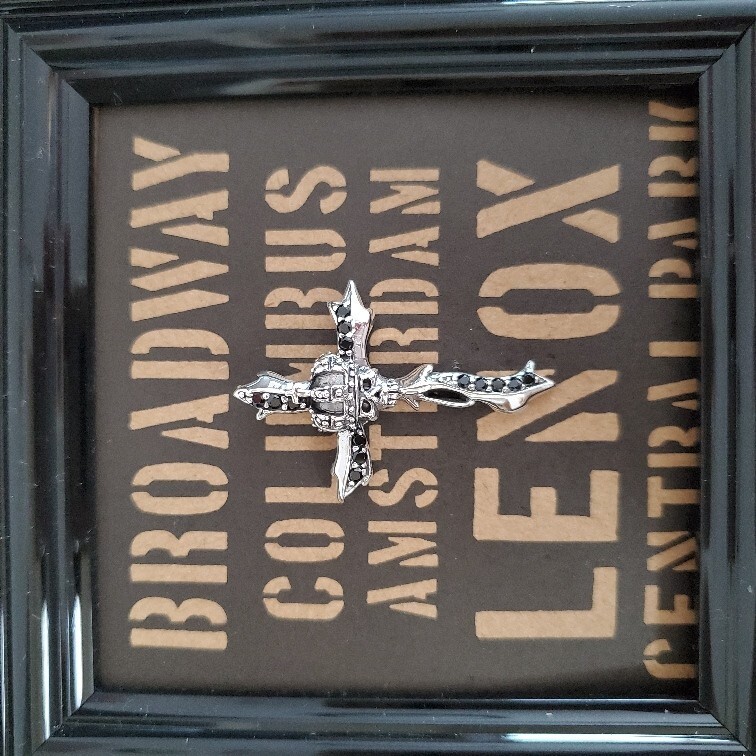 BROADWAY
COLUMBUS
AMSTERDAM
LENOX
CENTRAL PARK